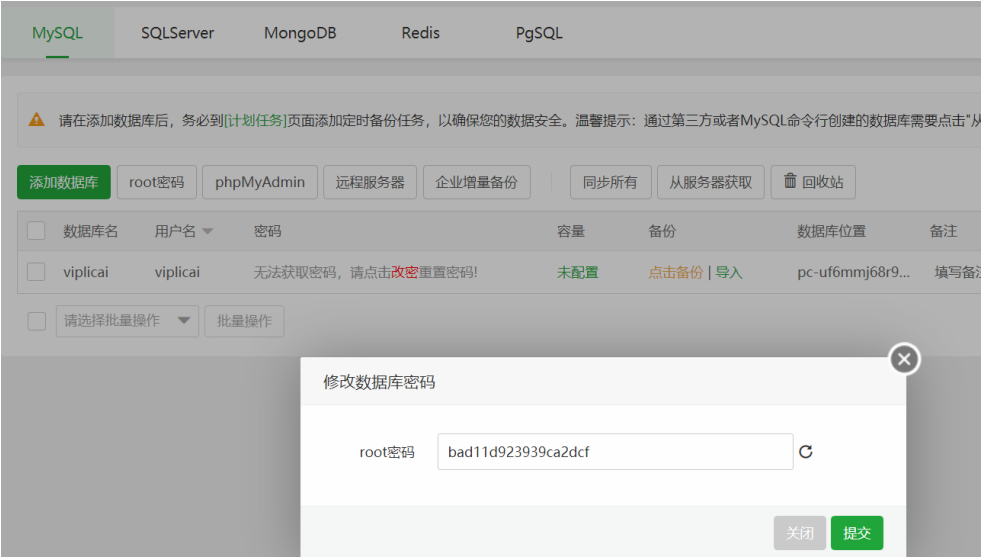 MySQL SQLServer MongoDB Redis PgSQL
请在添加数据库后，务必到[计划任务]页面添加定时备份任务，以确保您的数据安全。温馨提示：通过第三方或者MySQL命令行创建的数据库需要点击"从
添加数据库 root密码 phpMyAdmin 远程服务器 企业增量备份 同步所有 从服务器获取 回收站
数据库名 用户名 密码 容量 备份 数据库位置 备注
viplicai viplicai 无法获取密码，请点击改密重置密码! 未配置 点击备份 | 导入 pc-uf6mmj68r9... 填写备注
请选择批量操作 批量操作
修改数据库密码
root密码 bad11d923939ca2dcf
关闭 提交